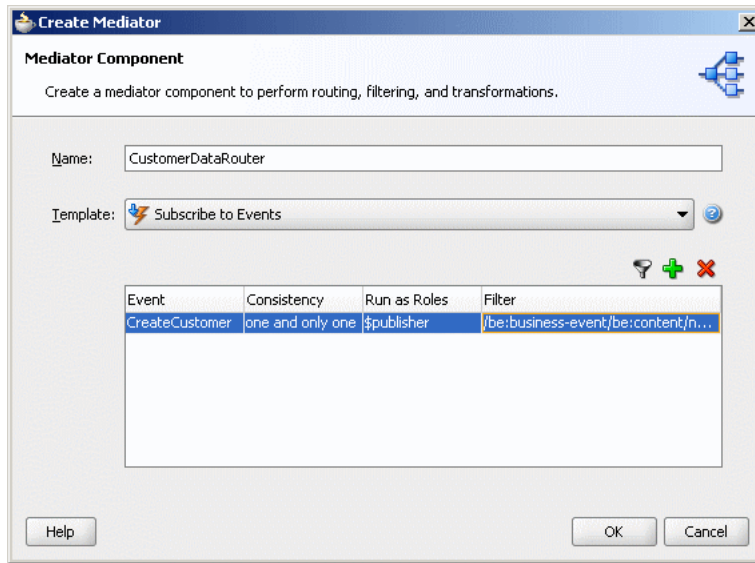 Create Mediator
Mediator Component
Create a mediator component to perform routing, filtering, and transformations.
Name: CustomerDataRouter
Template: Subscribe to Events
Event Consistency Run as Roles Filter
CreateCustomer one and only one $publisher /be:business-event/be:content/n...
Help OK Cancel